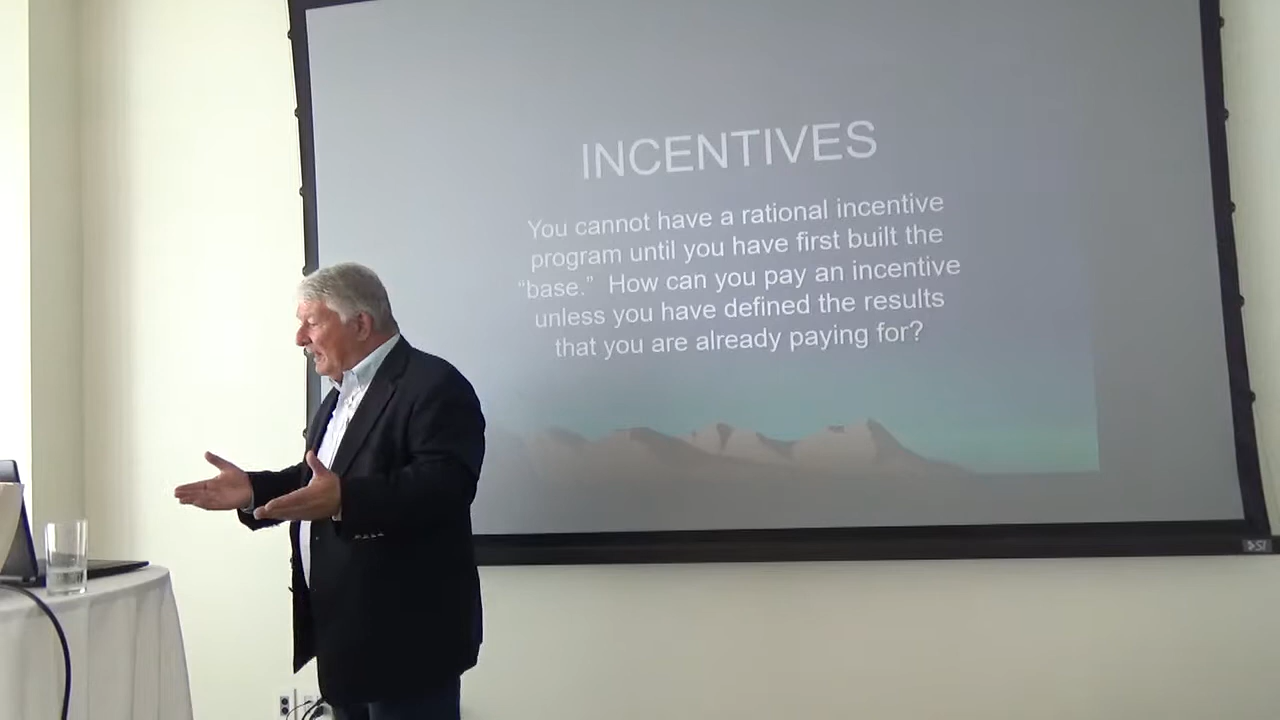 INCENTIVES
You cannot have a rational incentive
program until you have first built the
“base.” How can you pay an incentive
unless you have defined the results
that you are already paying for?